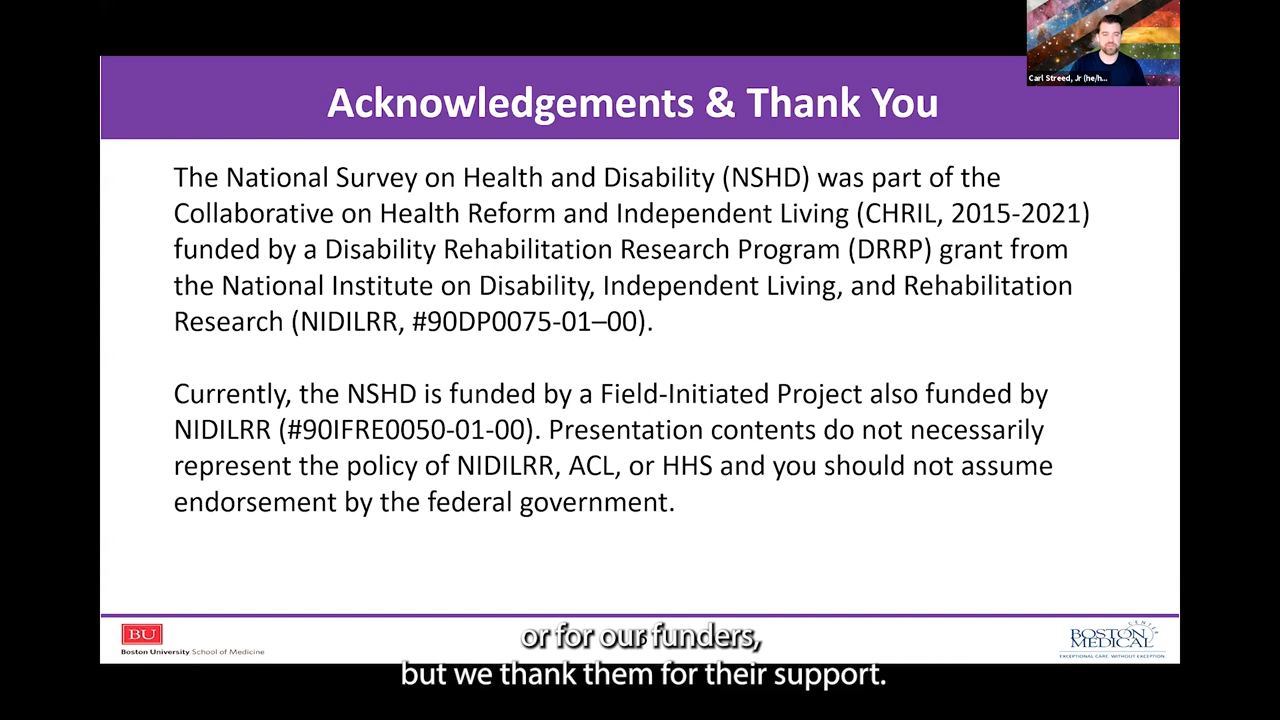 Carl Streed, Jr (he/h...
Acknowledgements & Thank You
The National Survey on Health and Disability (NSHD) was part of the
Collaborative on Health Reform and Independent Living (CHRIL, 2015-2021)
funded by a Disability Rehabilitation Research Program (DRRP) grant from
the National Institute on Disability, Independent Living, and Rehabilitation
Research (NIDILRR, #90DP0075-01–00).
Currently, the NSHD is funded by a Field-Initiated Project also funded by
NIDILRR (#90IFRE0050-01-00). Presentation contents do not necessarily
represent the policy of NIDILRR, ACL, or HHS and you should not assume
endorsement by the federal government.
BU
Boston University School of Medicine
BOSTON
MEDICAL
CENTER
EXCEPTIONAL CARE. WITHOUT EXCEPTION.
or for our funders,
but we thank them for their support.